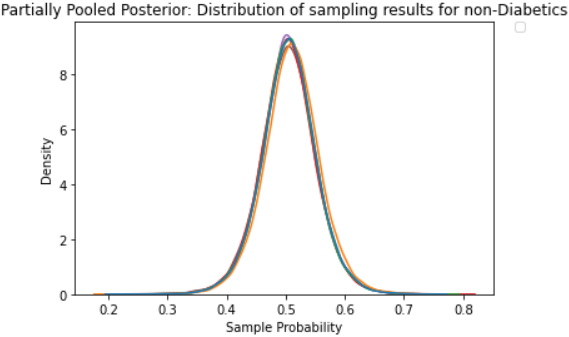 Partially Pooled Posterior: Distribution of sampling results for non-Diabetics
8
6
4
2
0
Density
0.2 0.3 0.4 0.5 0.6 0.7 0.8
Sample Probability